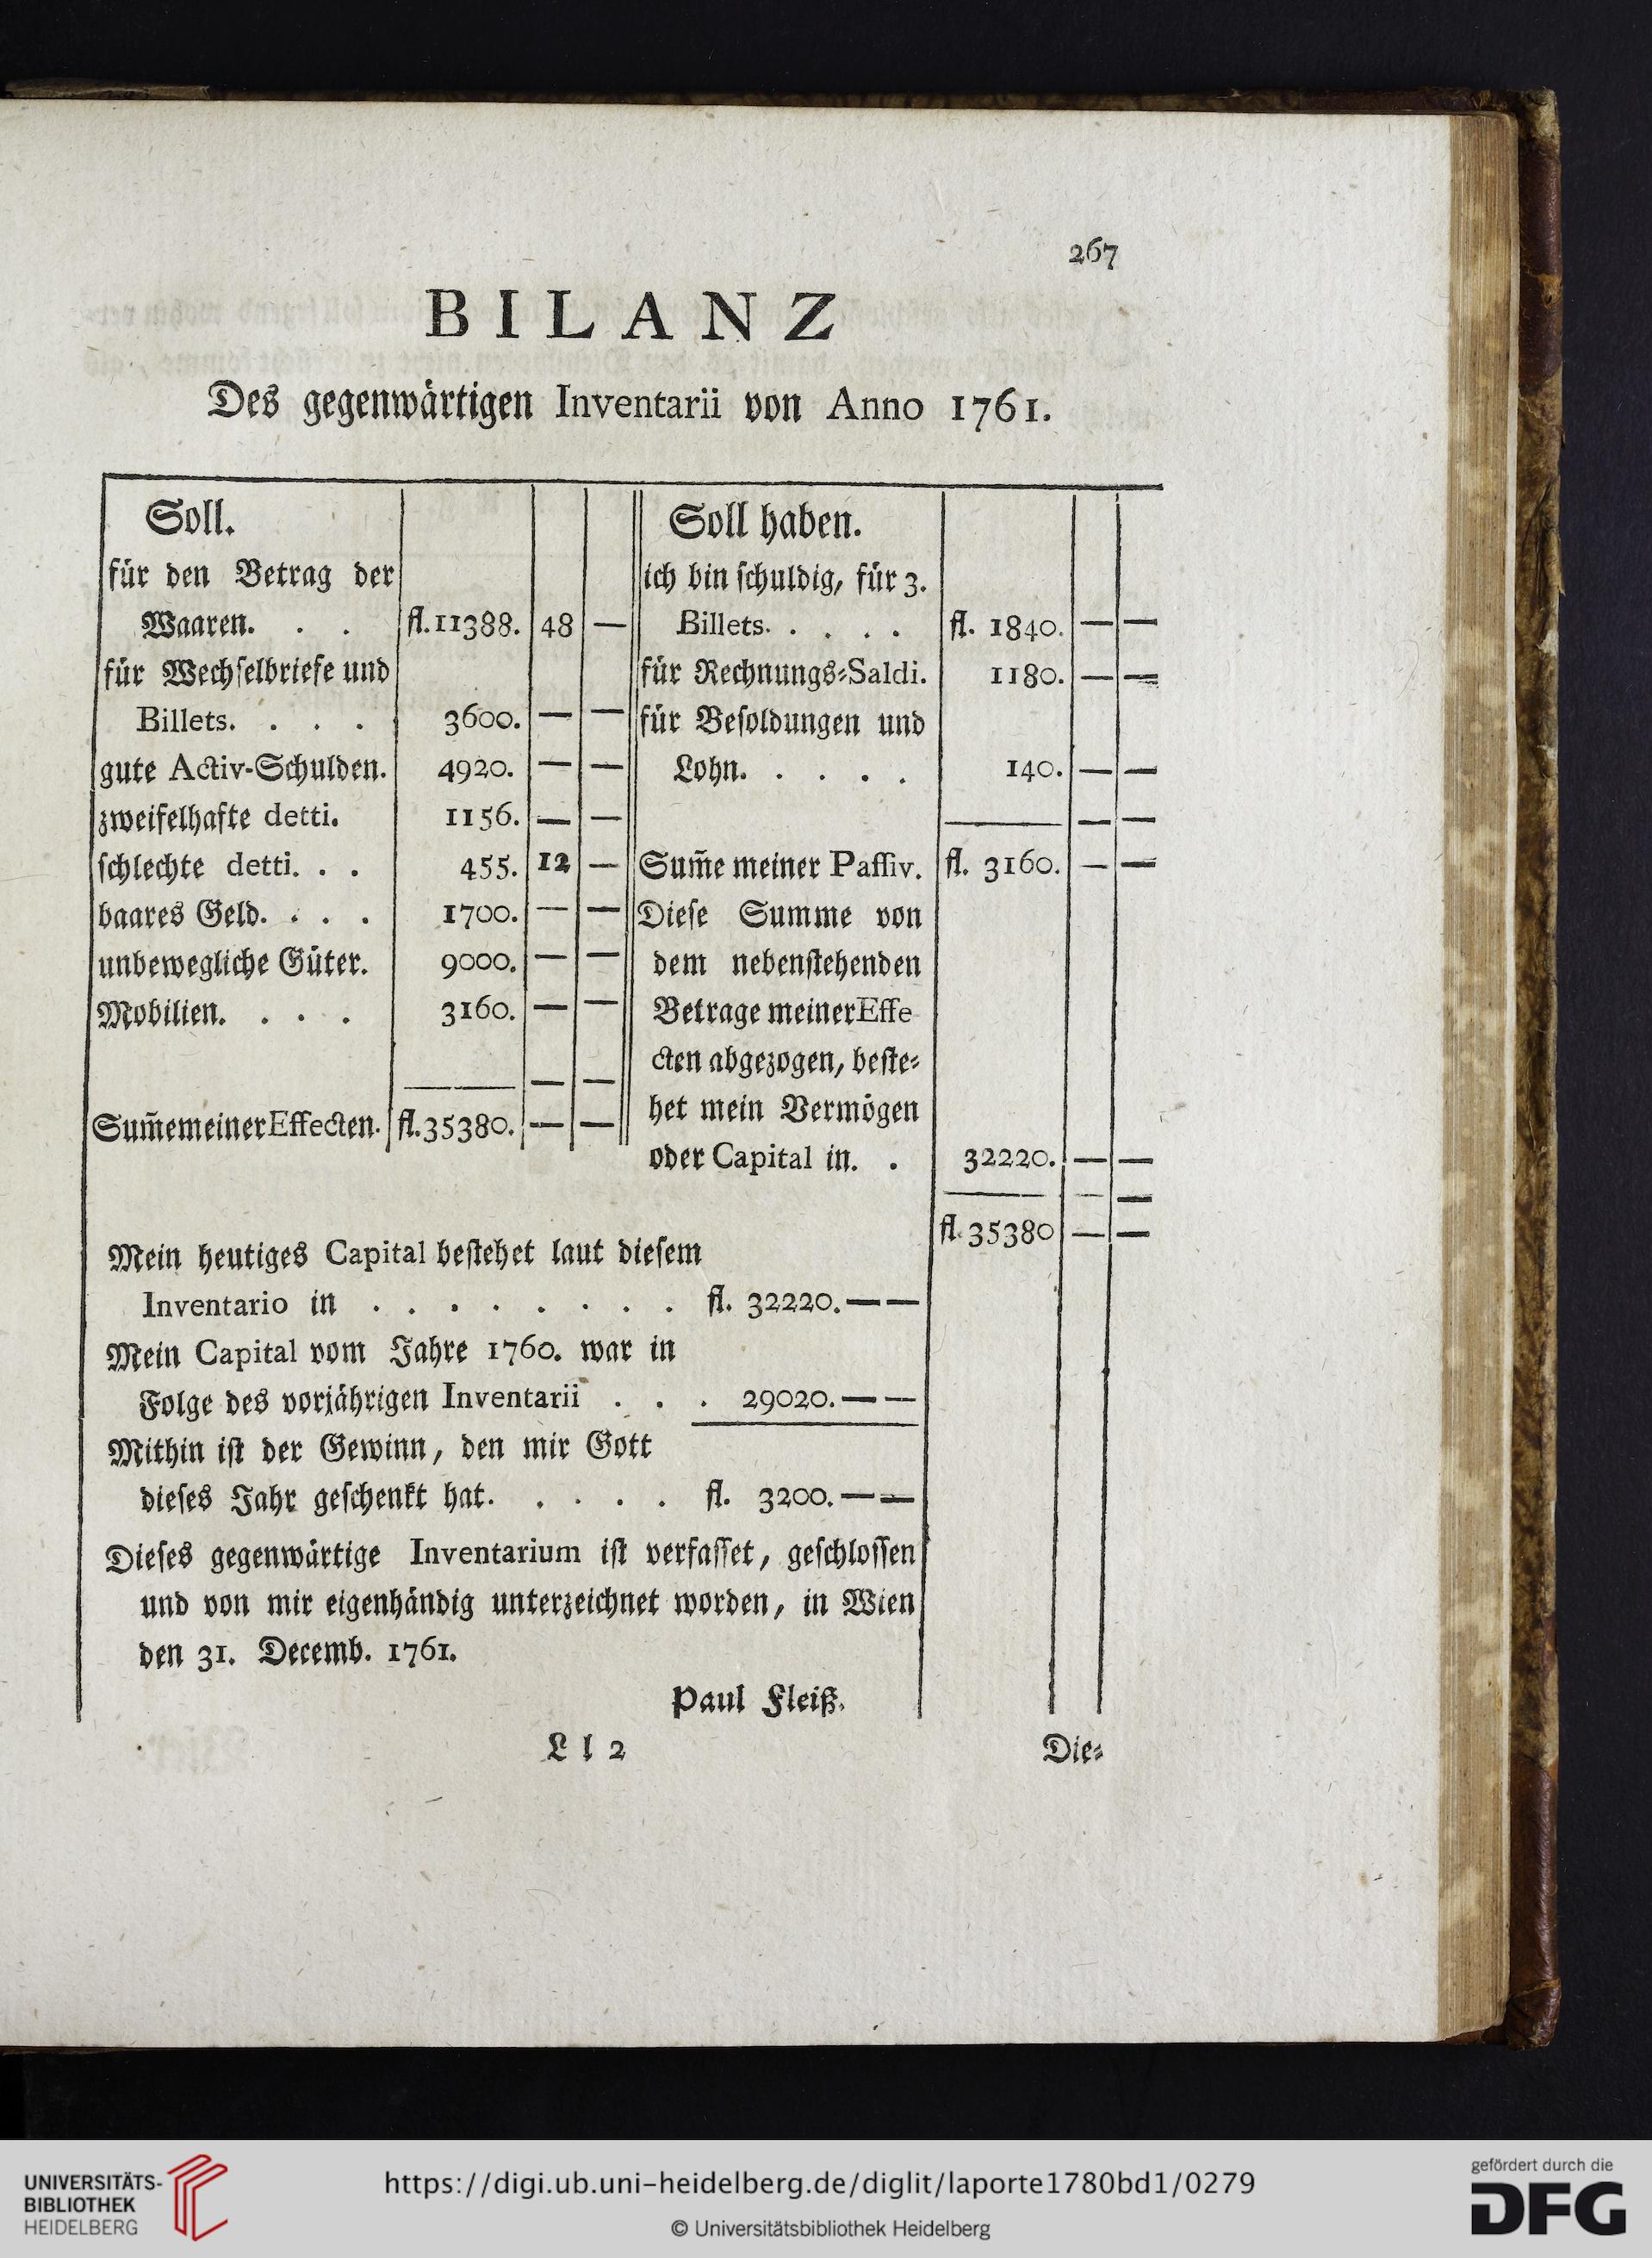 267
BILANZ
Des gegenwärtigen Inventarii von Anno 1761.
Soll.
für den Betrag der
Waaren. . . fl. 11388. 48 —
für Wechselbriefe und
Billets. . . . 3600. — —
gute Activ-Schulden. 4920. — —
zweifelhafte detti. 1156. — —
schlechte detti. . . 455. 12 —
baares Geld. . . . 1700. — —
unbewegliche Güter. 9000. — —
Mobilien. . . . 3160. — —
— —
Sum̃e meiner Effecten. fl. 35380. — —
Soll haben.
ich bin schuldig, für 3.
Billets. . . . . fl. 1840. — —
für Rechnungs-Saldi. 1180. — —
für Besoldungen und
Lohn. . . . . 140. — —
— —
Sum̃e meiner Passiv. fl. 3160. — —
Diese Summe von
dem nebenstehenden
Betrage meiner Effe
cten abgezogen, beste-
het mein Vermögen
oder Capital in. . 32220. — —
— —
fl. 35380 — —
Mein heutiges Capital bestehet laut diesem
Inventario in . . . . . . . . fl. 32220. — —
Mein Capital vom Jahre 1760. war in
Folge des vorjährigen Inventarii . . . 29020. — —
Mithin ist der Gewinn, den mir Gott
dieses Jahr geschenkt hat. . . . . fl. 3200. — —
Dieses gegenwärtige Inventarium ist verfasset, geschlossen
und von mir eigenhändig unterzeichnet worden, in Wien
den 31. Decemb. 1761.
Paul Fleiß.
L l 2
Die-
UNIVERSITÄTS-
BIBLIOTHEK
HEIDELBERG
https://digi.ub.uni-heidelberg.de/diglit/laporte1780bd1/0279
© Universitätsbibliothek Heidelberg
gefördert durch die
DFG